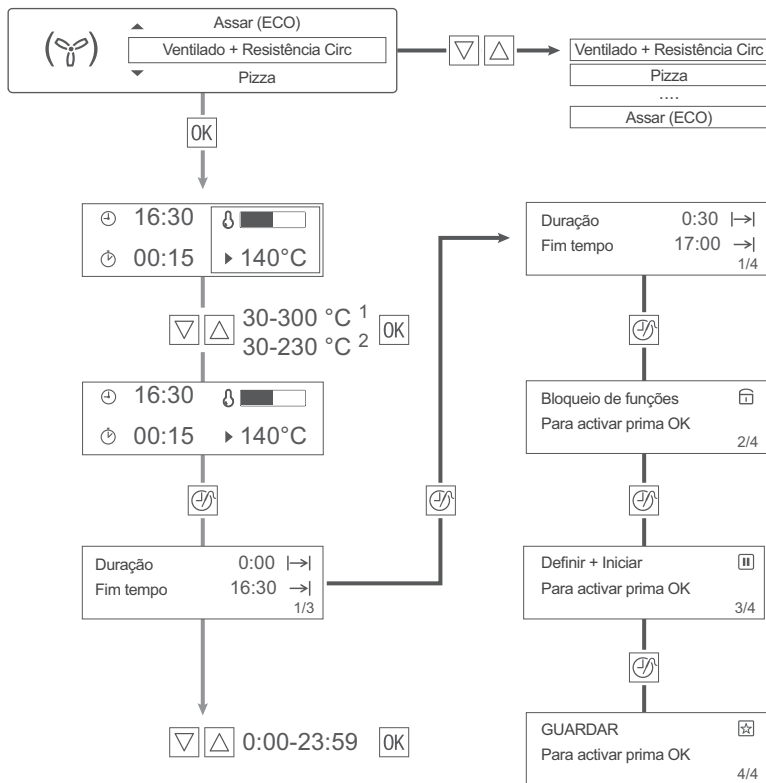 Assar (ECO)
Ventilado + Resistência Circ
Pizza
Ventilado + Resistência Circ
Pizza
....
Assar (ECO)
OK
16:30
00:15
140°C
30-300 °C 1
30-230 °C 2
OK
16:30
00:15
140°C
Duração 0:00
Fim tempo 16:30
1/3
0:00-23:59 OK
Duração 0:30
Fim tempo 17:00
1/4
Bloqueio de funções
Para activar prima OK
2/4
Definir + Iniciar
Para activar prima OK
3/4
GUARDAR
Para activar prima OK
4/4